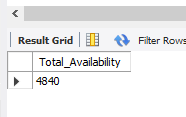 Result Grid Filter Rows
Total_Availability
4840